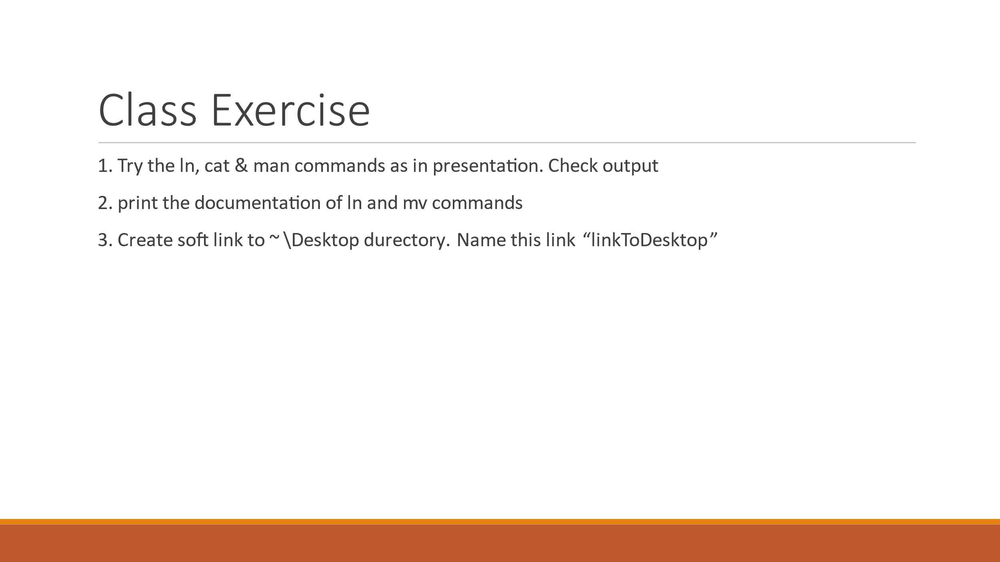 Class Exercise
1. Try the ln, cat & man commands as in presentation. Check output
2. print the documentation of ln and mv commands
3. Create soft link to ~\Desktop durectory. Name this link “linkToDesktop”